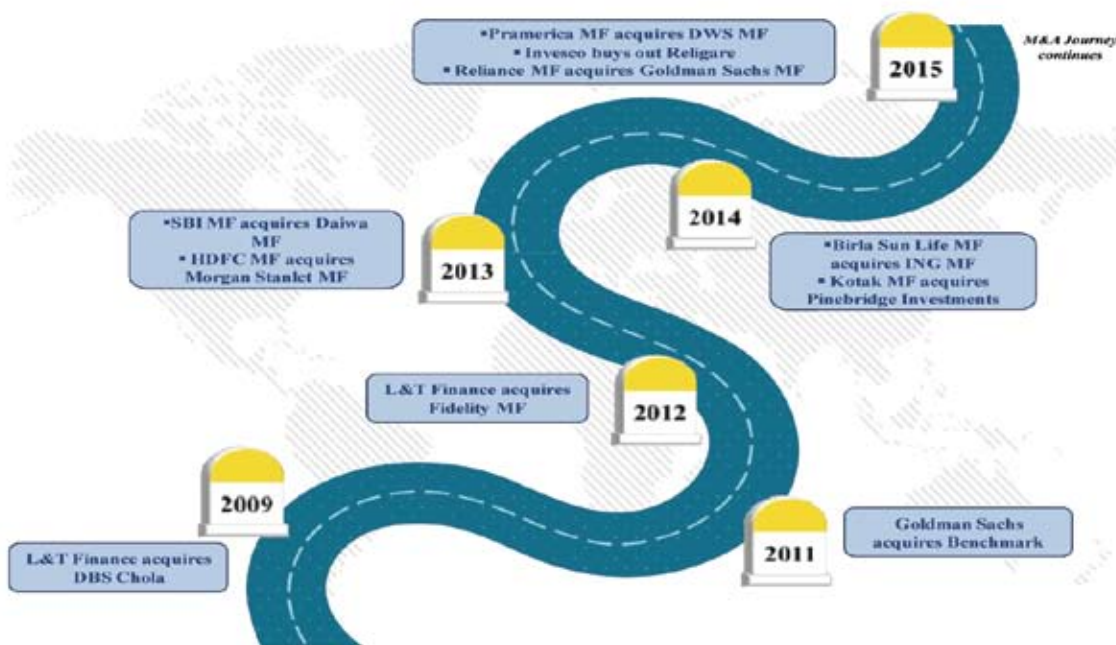 ▪Pramerica MF acquires DWS MF
▪ Invesco buys out Religare
▪ Reliance MF acquires Goldman Sachs MF
2015
M&A Journey
continues
2014
▪SBI MF acquires Daiwa
MF
▪ HDFC MF acquires
Morgan Stanlet MF
2013
▪Birla Sun Life MF
acquires ING MF
▪ Kotak MF acquires
Pinebridge Investments
L&T Finance acquires
Fidelity MF
2012
2009
L&T Finance acquires
DBS Chola
2011
Goldman Sachs
acquires Benchmark